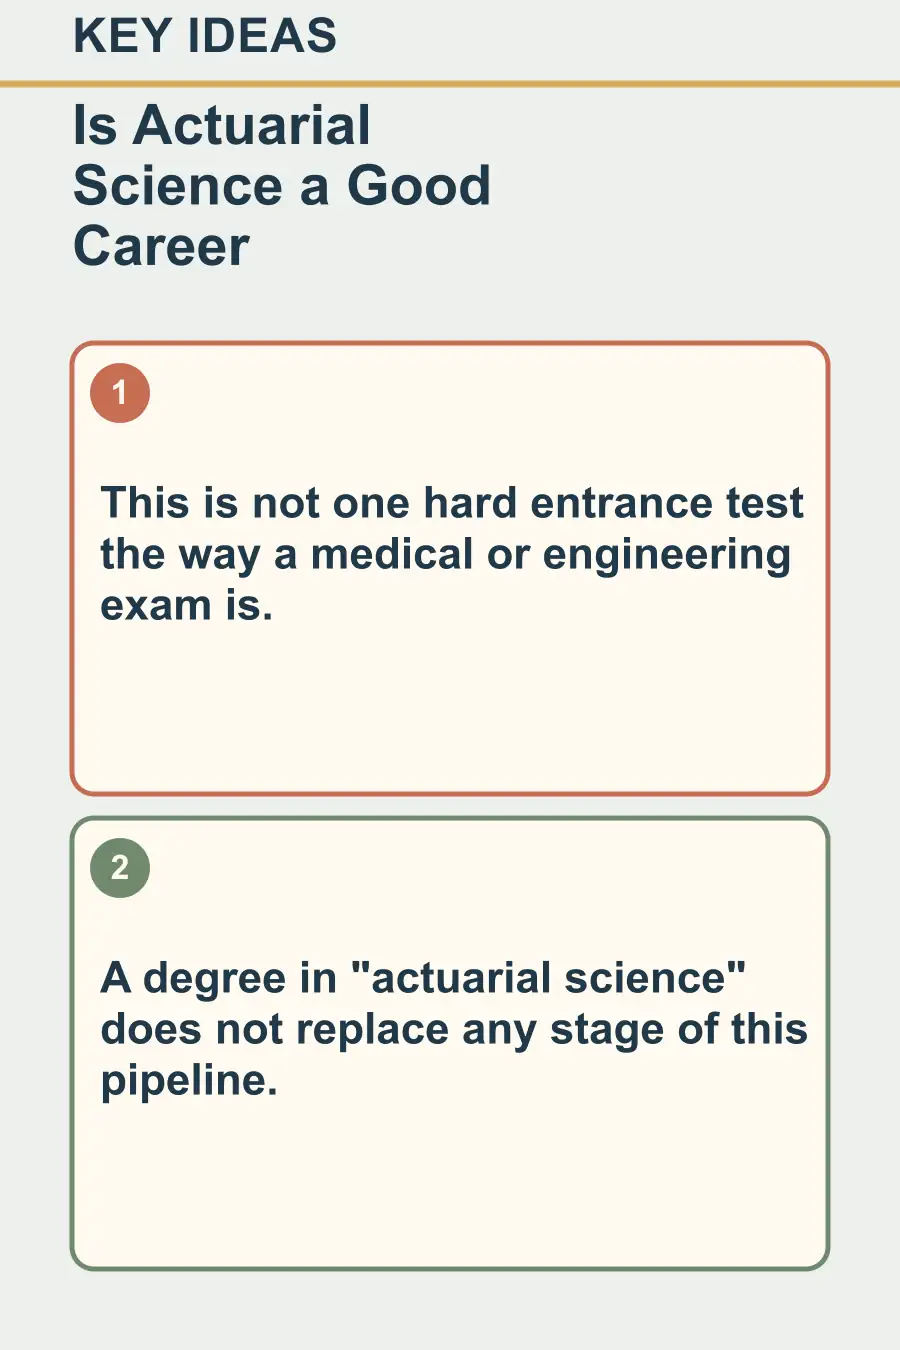 KEY IDEAS
Is Actuarial
Science a Good
Career
1
This is not one hard entrance test
the way a medical or engineering
exam is.
2
A degree in "actuarial science"
does not replace any stage of this
pipeline.